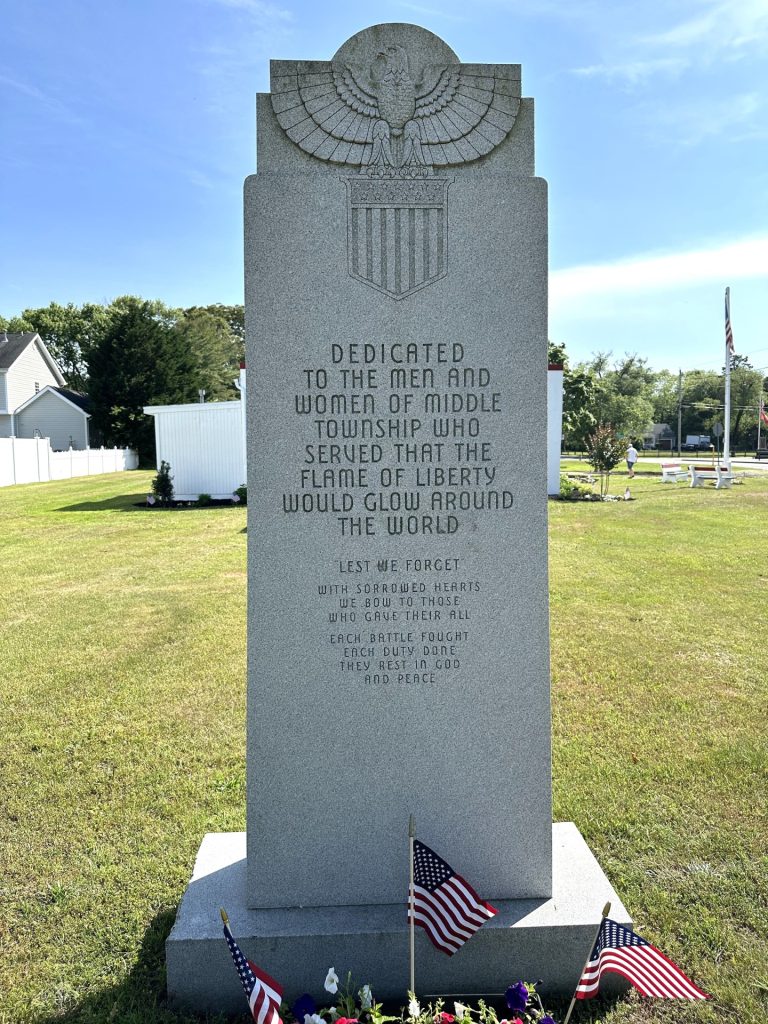 DEDICATED
TO THE MEN AND
WOMEN OF MIDDLE
TOWNSHIP WHO
SERVED THAT THE
FLAME OF LIBERTY
WOULD GLOW AROUND
THE WORLD
"LEST WE FORGET"
WITH SORROWED HEARTS
WE BOW TO THOSE
WHO GAVE THEIR ALL
EACH BATTLE FOUGHT
EACH DUTY DONE
THEY REST IN GOD
AND PEACE